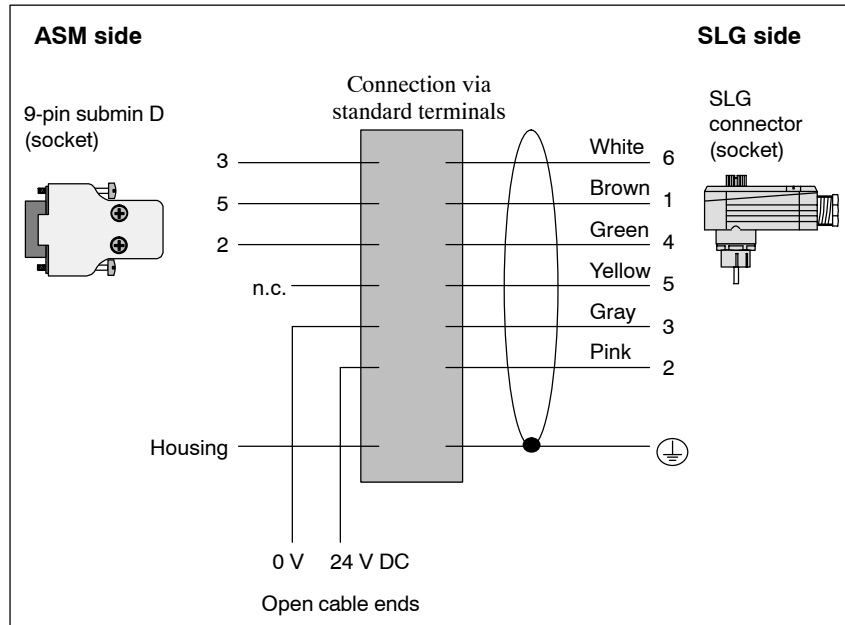 ASM side
SLG side
9-pin submin D
(socket)
Connection via
standard terminals
SLG
connector
(socket)
3
White
6
5
Brown
1
2
Green
4
n.c.
Yellow
5
Gray
3
Pink
2
Housing
0 V
24 V DC
Open cable ends